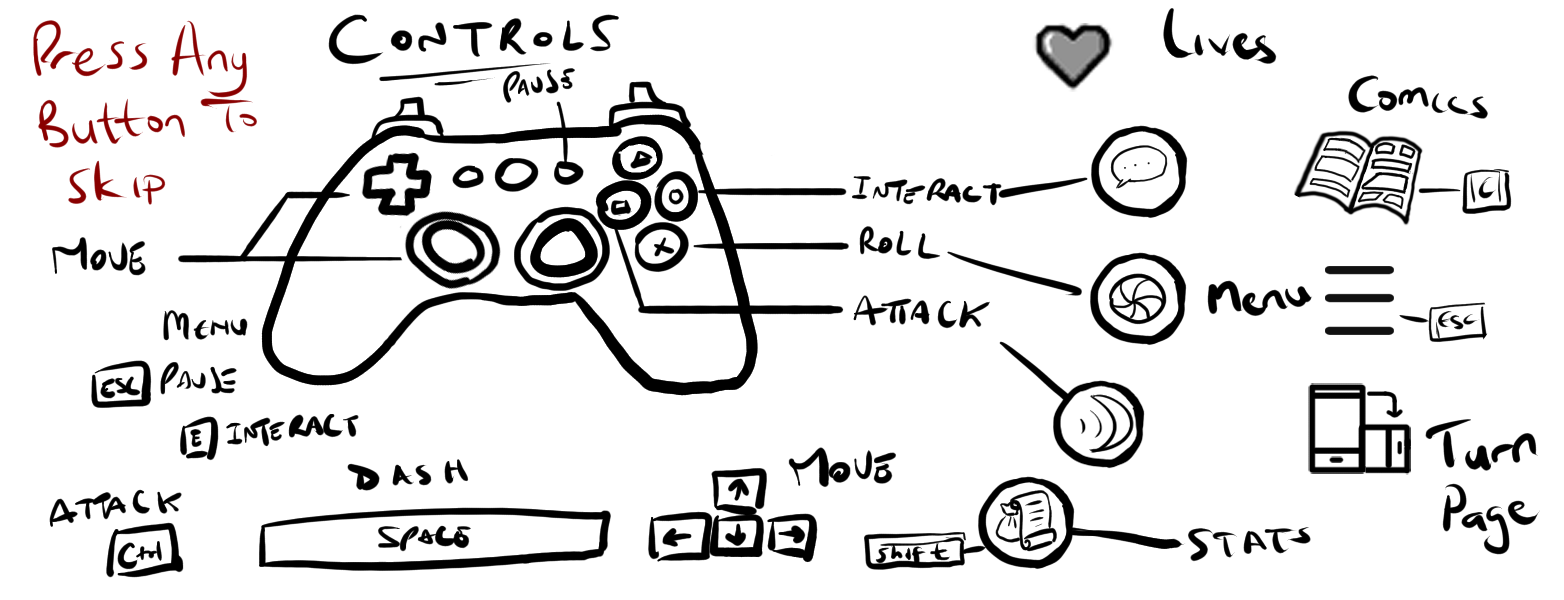 Press Any
Button To
Skip
CONTROLS
PAUSE
Lives
Comics
INTERACT
C
MOVE
ROLL
Menu
ATTACK
ESC
MENU
ESC PAUSE
E INTERACT
DASH
MOVE
Turn
Page
ATTACK
Ctrl
SPACE
Shift
STATS